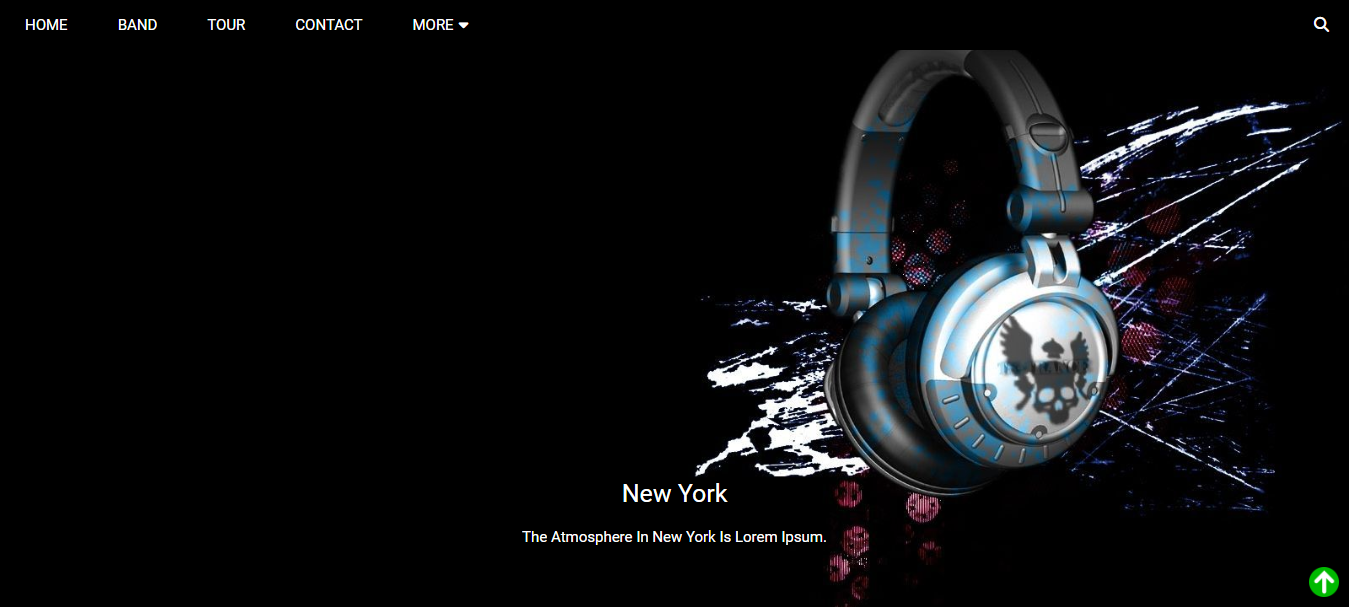 HOME BAND TOUR CONTACT MORE
New York
The Atmosphere In New York Is Lorem Ipsum.